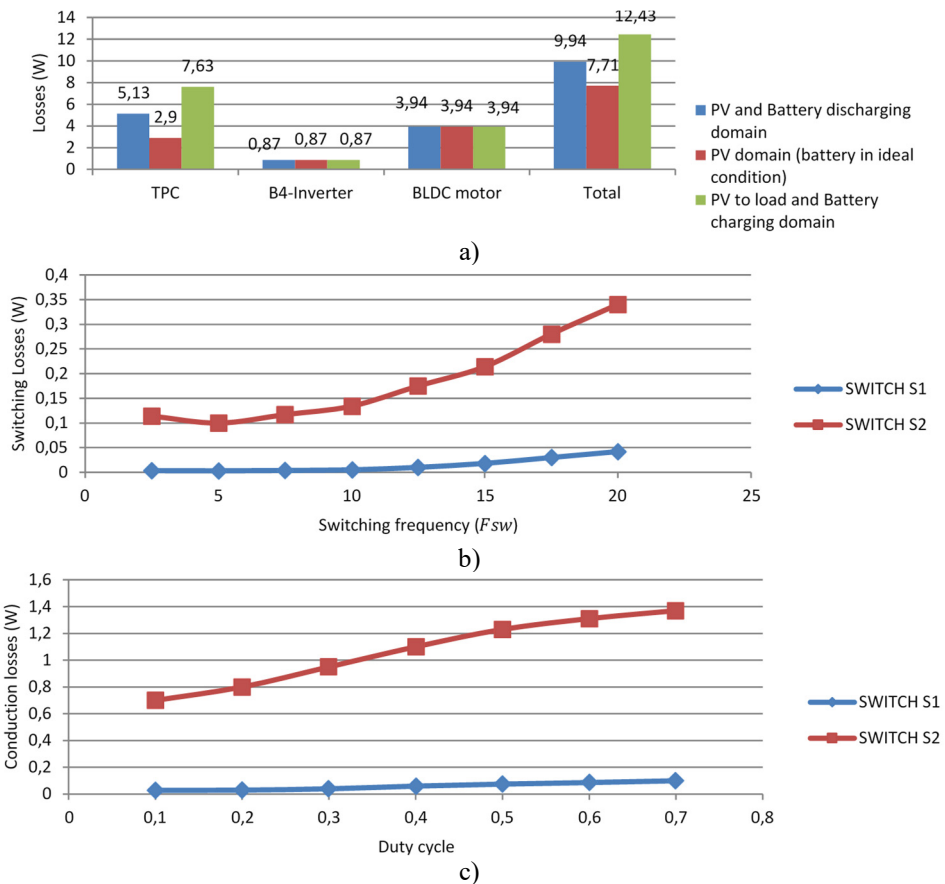 14
12
10
8
6
4
2
0
Losses (W)
5,13
2,9
7,63
0,87
0,87
0,87
3,94
3,94
3,94
9,94
7,71
12,43
TPC
B4-Inverter
BLDC motor
Total
PV and Battery discharging
domain
PV domain (battery in ideal
condition)
PV to load and Battery
charging domain
a)
0,4
0,35
0,3
0,25
0,2
0,15
0,1
0,05
0
Switching Losses (W)
0
5
10
15
20
25
Switching frequency (Fsw)
SWITCH S1
SWITCH S2
b)
1,6
1,4
1,2
1
0,8
0,6
0,4
0,2
0
Conduction losses (W)
0
0,1
0,2
0,3
0,4
0,5
0,6
0,7
0,8
Duty cycle
SWITCH S1
SWITCH S2
c)